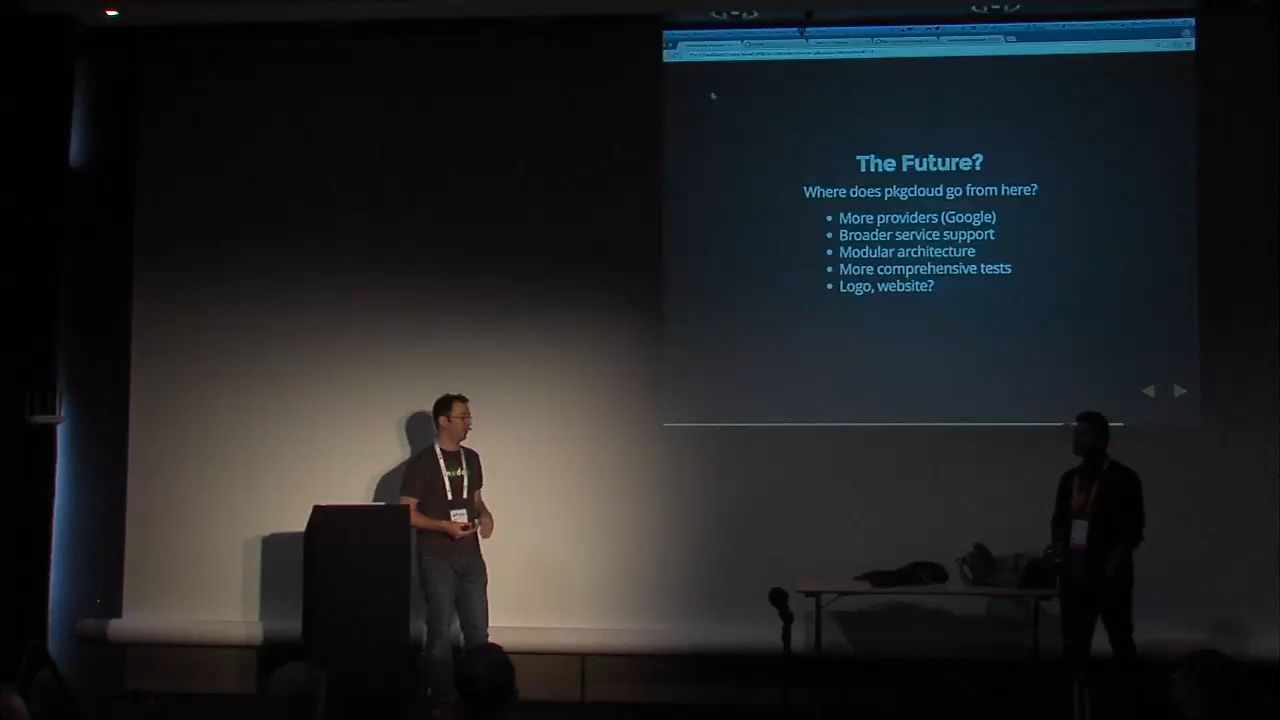 The Future?
Where does pkgcloud go from here?
More providers (Google)
Broader service support
Modular architecture
More comprehensive tests
Logo, website?